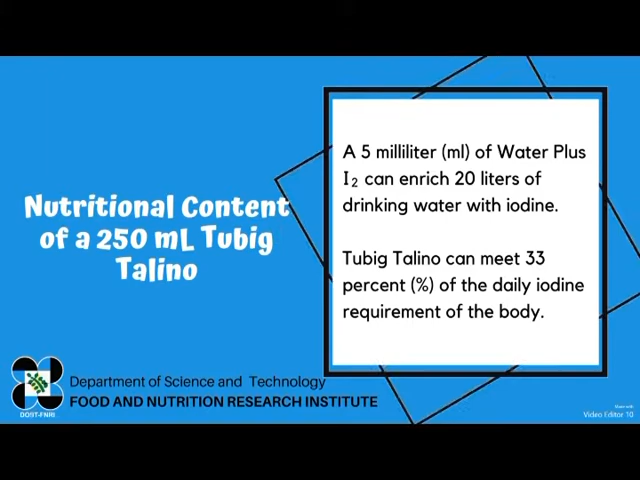 Nutritional Content
of a 250 mL Tubig
Talino
A 5 milliliter (ml) of Water Plus
I₂ can enrich 20 liters of
drinking water with iodine.
Tubig Talino can meet 33
percent (%) of the daily iodine
requirement of the body.
Department of Science and Technology
FOOD AND NUTRITION RESEARCH INSTITUTE
DOST-FNRI
Made with
Video Editor 10